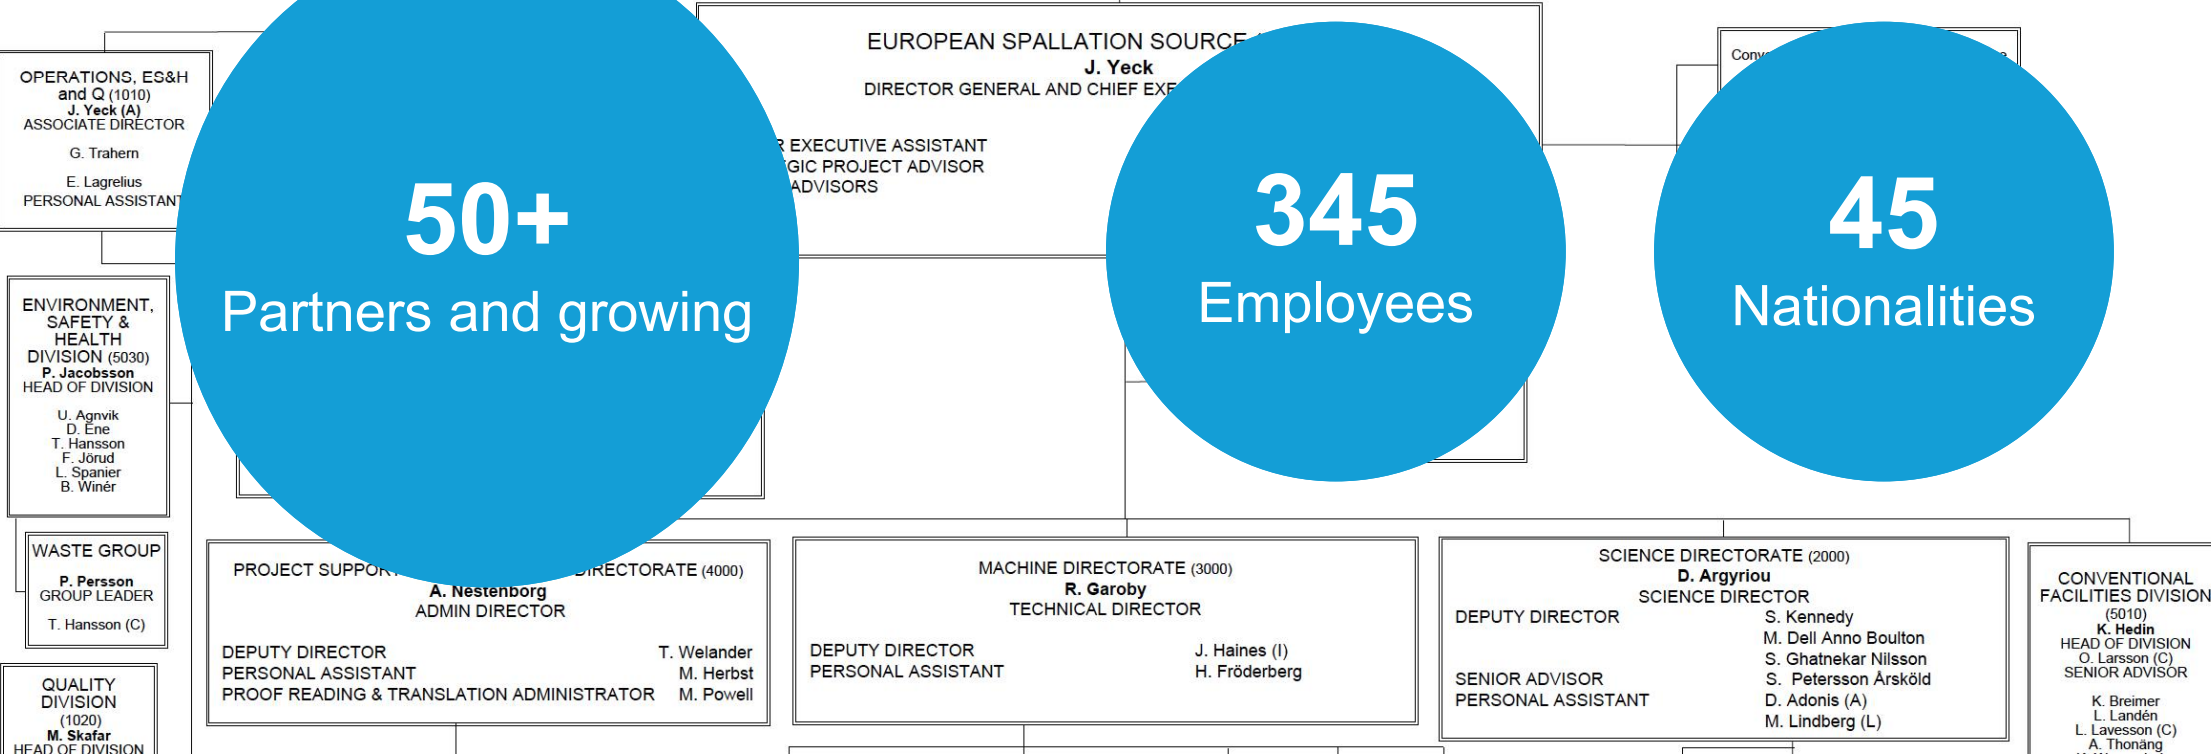 EUROPEAN SPALLATION SOURCE
J. Yeck
DIRECTOR GENERAL AND CHIEF
EXECUTIVE ASSISTANT
PROJECT ADVISOR
ADVISORS
OPERATIONS, ES&H
and Q (1010)
J. Yeck (A)
ASSOCIATE DIRECTOR
G. Trahern
E. Lagrelius
PERSONAL ASSISTANT
50+
Partners and growing
345
Employees
45
Nationalities
ENVIRONMENT,
SAFETY &
HEALTH
DIVISION (5030)
P. Jacobsson
HEAD OF DIVISION
U. Agnvik
D. Ene
T. Hansson
F. Jörud
L. Spanier
B. Winér
WASTE GROUP
P. Persson
GROUP LEADER
T. Hansson (C)
QUALITY
DIVISION
(1020)
M. Skafar
HEAD OF DIVISION
PROJECT DIRECTORATE (4000)
A. Nestenborg
ADMIN DIRECTOR
DEPUTY DIRECTOR T. Welander
PERSONAL ASSISTANT M. Herbst
PROOF READING & TRANSLATION ADMINISTRATOR M. Powell
MACHINE DIRECTORATE (3000)
R. Garoby
TECHNICAL DIRECTOR
DEPUTY DIRECTOR J. Haines (I)
PERSONAL ASSISTANT H. Fröderberg
SCIENCE DIRECTORATE (2000)
D. Argyriou
SCIENCE DIRECTOR
DEPUTY DIRECTOR S. Kennedy
M. Dell Anno Boulton
S. Ghatnekar Nilsson
SENIOR ADVISOR S. Petersson Årsköld
PERSONAL ASSISTANT D. Adonis (A)
M. Lindberg (L)
CONVENTIONAL
FACILITIES DIVISION
(5010)
K. Hedin
HEAD OF DIVISION
O. Larsson (C)
SENIOR ADVISOR
K. Breimer
L. Landén
L. Lavesson (C)
A. Thonäng